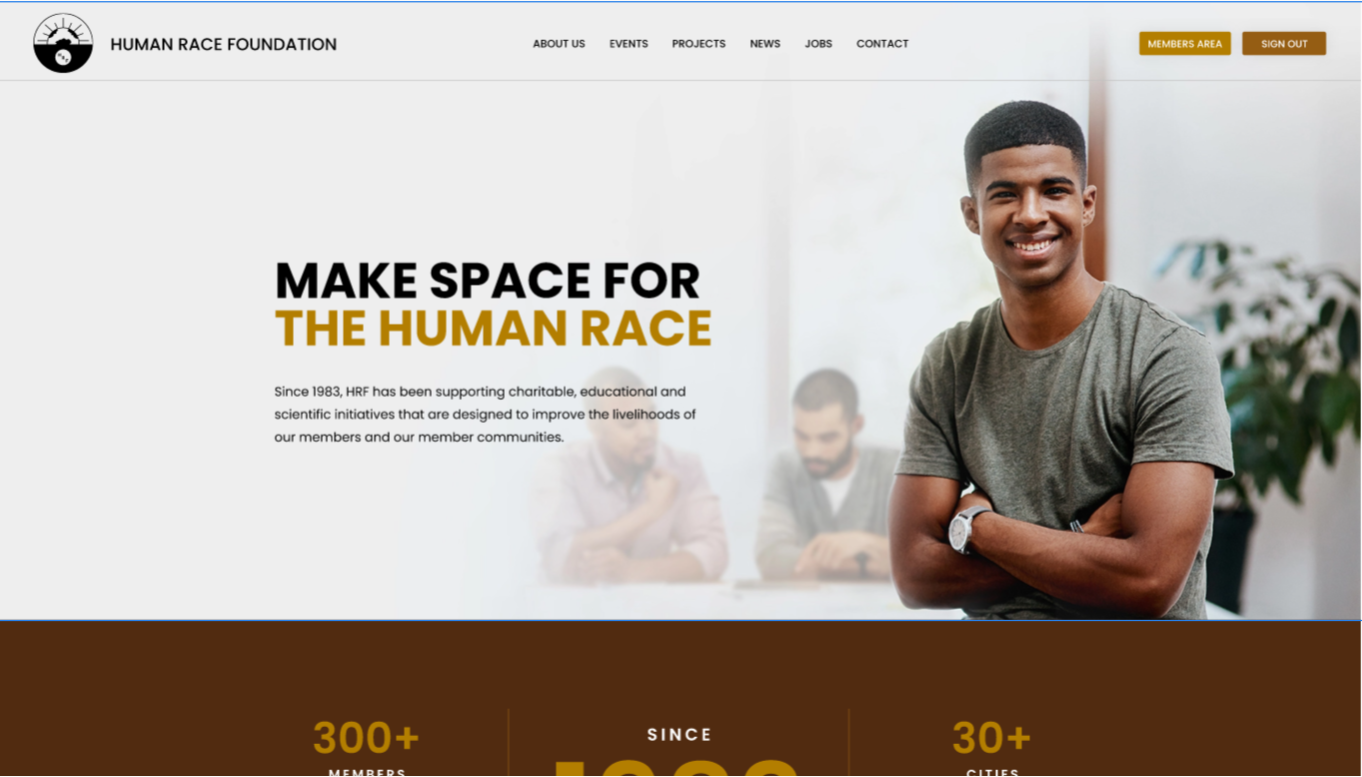 HUMAN RACE FOUNDATION
ABOUT US EVENTS PROJECTS NEWS JOBS CONTACT
MEMBERS AREA SIGN OUT
MAKE SPACE FOR
THE HUMAN RACE
Since 1983, HRF has been supporting charitable, educational and
scientific initiatives that are designed to improve the livelihoods of
our members and our member communities.
300+ SINCE 30+
MEMBERS CITIES